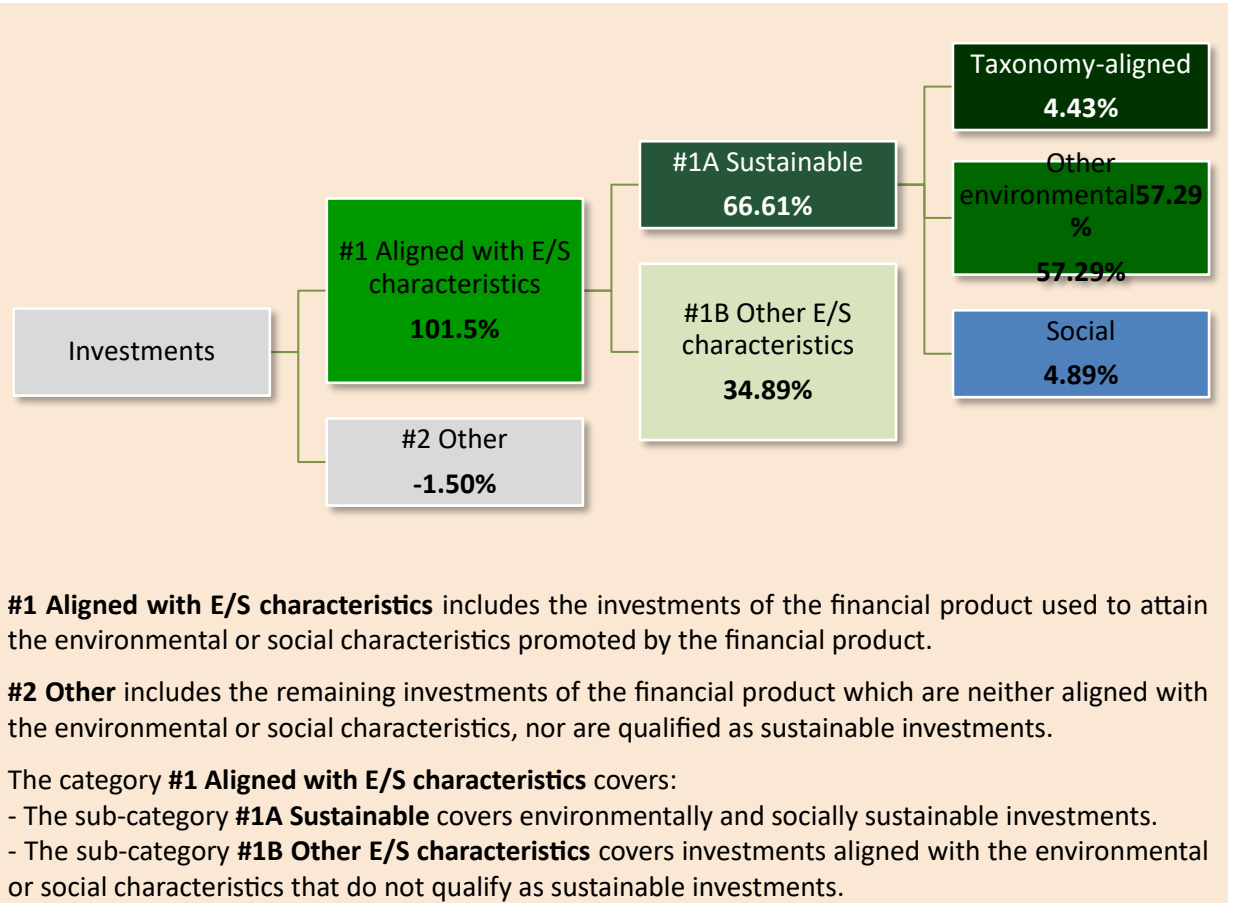 Taxonomy-aligned
4.43%
#1A Sustainable
66.61%
Other
environmental57.29
%
57.29%
#1 Aligned with E/S
characteristics
101.5%
#1B Other E/S
characteristics
34.89%
Social
4.89%
Investments
#2 Other
-1.50%
#1 Aligned with E/S characteristics includes the investments of the financial product used to attain
the environmental or social characteristics promoted by the financial product.
#2 Other includes the remaining investments of the financial product which are neither aligned with
the environmental or social characteristics, nor are qualified as sustainable investments.
The category #1 Aligned with E/S characteristics covers:
- The sub-category #1A Sustainable covers environmentally and socially sustainable investments.
- The sub-category #1B Other E/S characteristics covers investments aligned with the environmental
or social characteristics that do not qualify as sustainable investments.